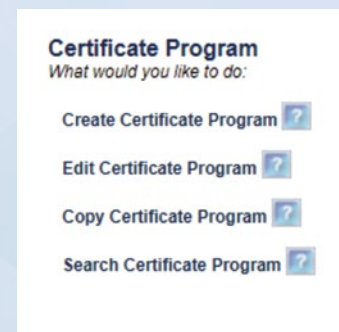 Certificate Program
What would you like to do:
Create Certificate Program ?
Edit Certificate Program ?
Copy Certificate Program ?
Search Certificate Program ?